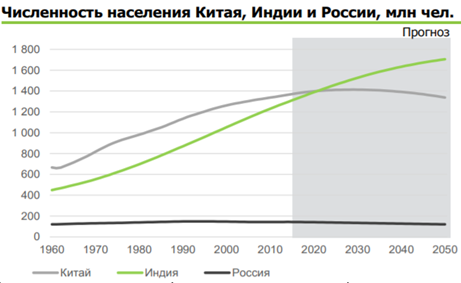 Численность населения Китая, Индии и России, млн чел.
Прогноз
1 800
1 600
1 400
1 200
1 000
800
600
400
200
0
1960 1970 1980 1990 2000 2010 2020 2030 2040 2050
Китай Индия Россия